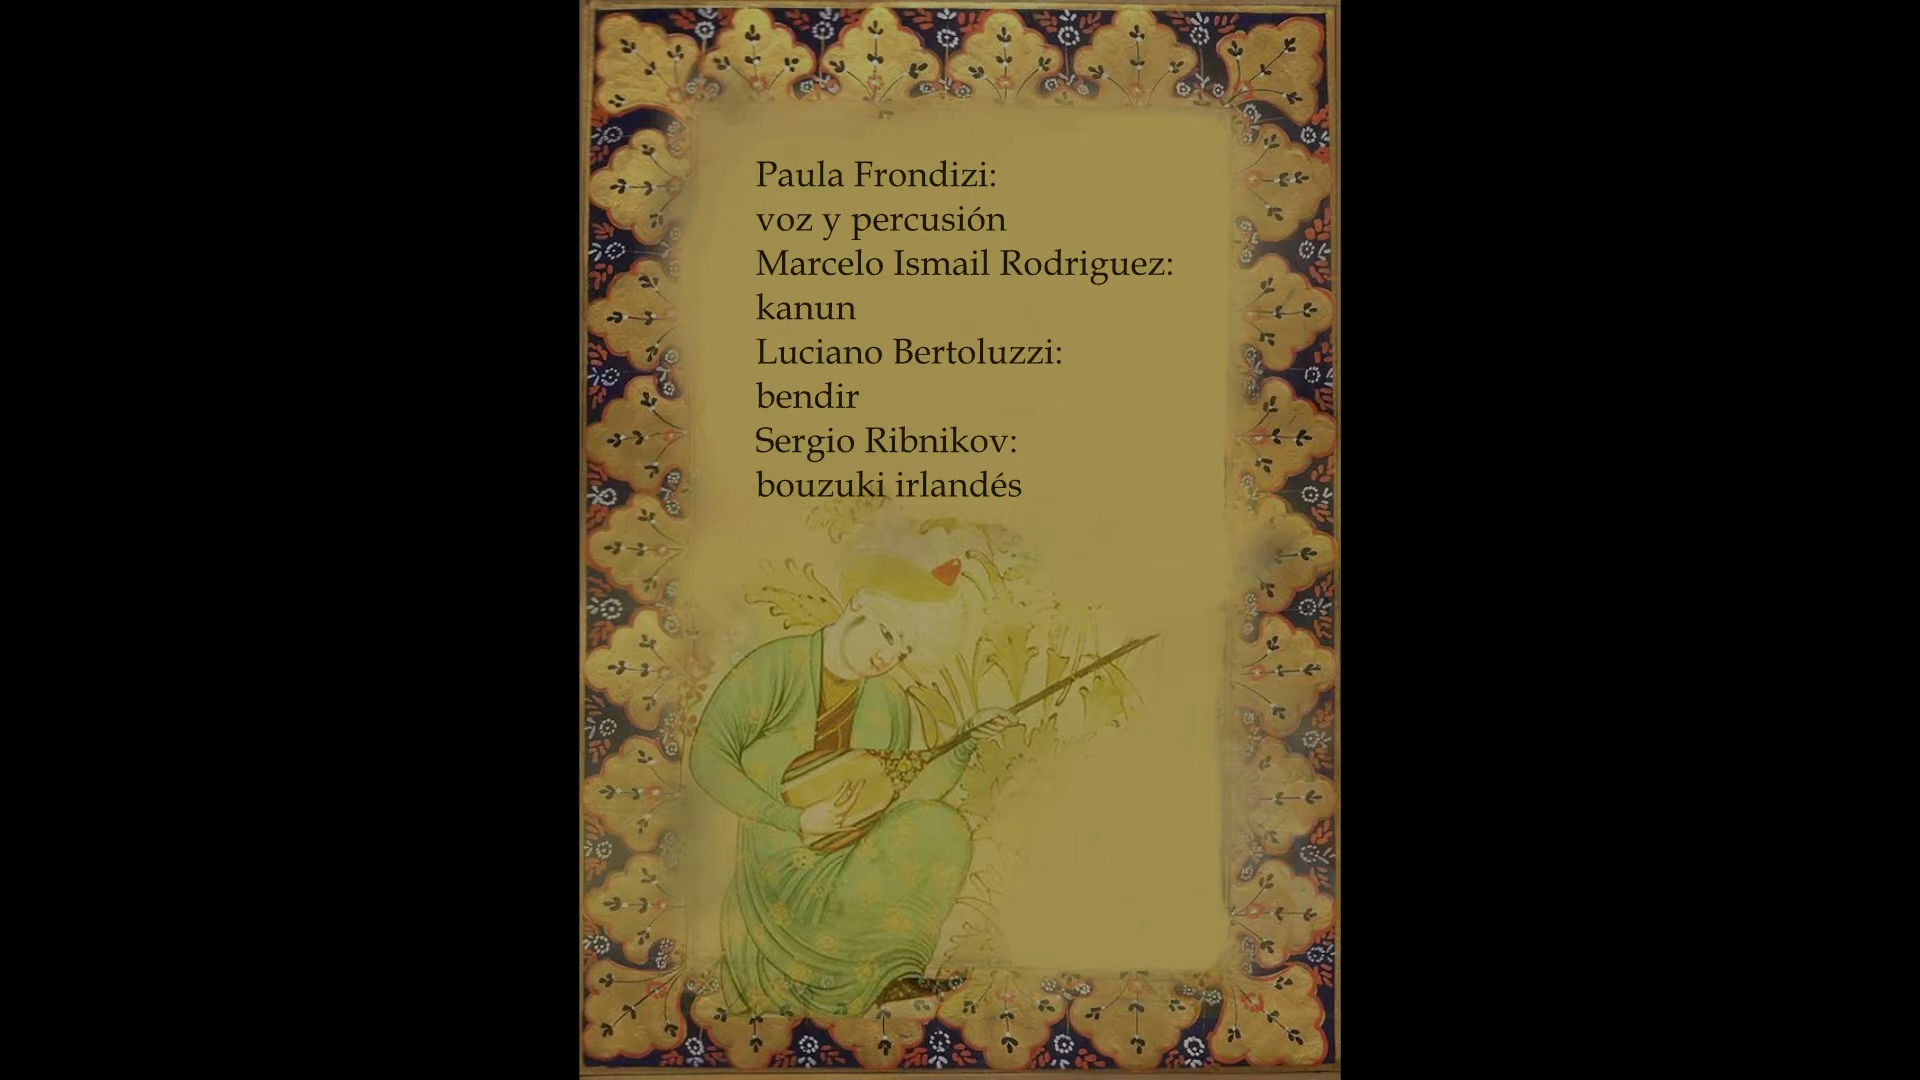 Paula Frondizi:
voz y percusión
Marcelo Ismail Rodriguez:
kanun
Luciano Bertoluzzi:
bendir
Sergio Ribnikov:
bouzuki irlandés